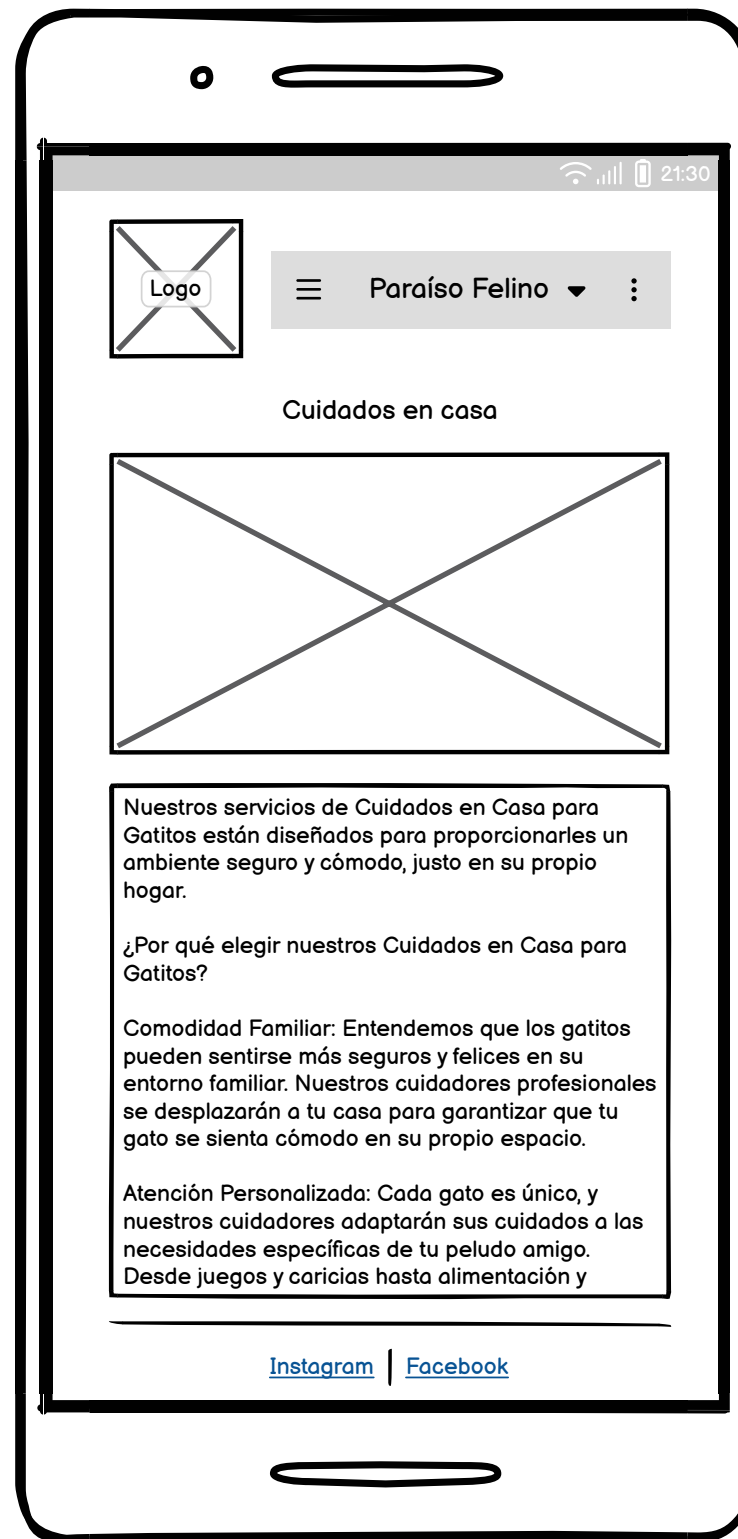 21:30
Logo
Paraíso Felino
Cuidados en casa
Nuestros servicios de Cuidados en Casa para
Gatitos están diseñados para proporcionarles un
ambiente seguro y cómodo, justo en su propio
hogar.
¿Por qué elegir nuestros Cuidados en Casa para
Gatitos?
Comodidad Familiar: Entendemos que los gatitos
pueden sentirse más seguros y felices en su
entorno familiar. Nuestros cuidadores profesionales
se desplazarán a tu casa para garantizar que tu
gato se sienta cómodo en su propio espacio.
Atención Personalizada: Cada gato es único, y
nuestros cuidadores adaptarán sus cuidados a las
necesidades específicas de tu peludo amigo.
Desde juegos y caricias hasta alimentación y
Instagram Facebook